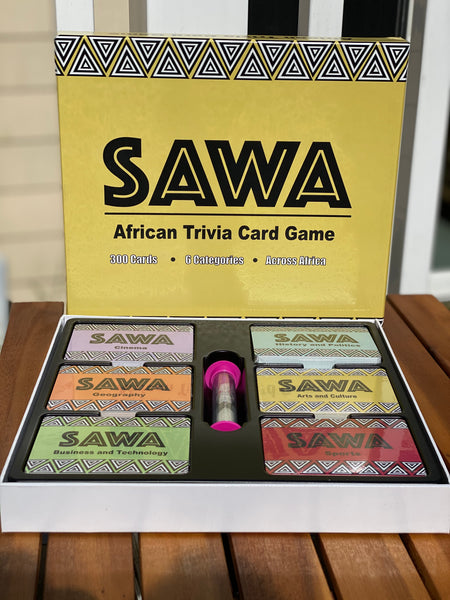 SAWA
African Trivia Card Game
300 Cards • 6 Categories • Across Africa
SAWA
Cinema
SAWA
History and Politics
SAWA
Geography
SAWA
Arts and Culture
SAWA
Business and Technology
SAWA
Sports